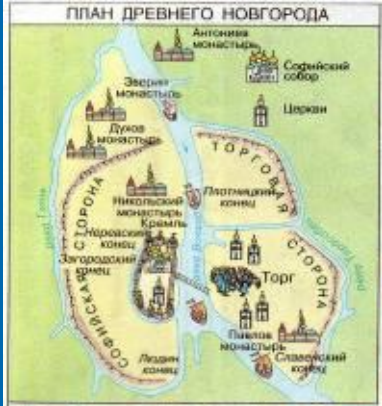 ПЛАН ДРЕВНЕГО НОВГОРОДА
Антониев
монастырь
Софийский
собор
Зверин
монастырь
Церкви
Духов
монастырь
ТОРГОВАЯ
СТОРОНА
Плотницкий
конец
Никольский
монастырь
Кремль
Неревский
конец
Загородский
конец
СОФИЙСКАЯ СТОРОНА
Торг
Павлов
монастырь
Славенский
конец
Людин
конец